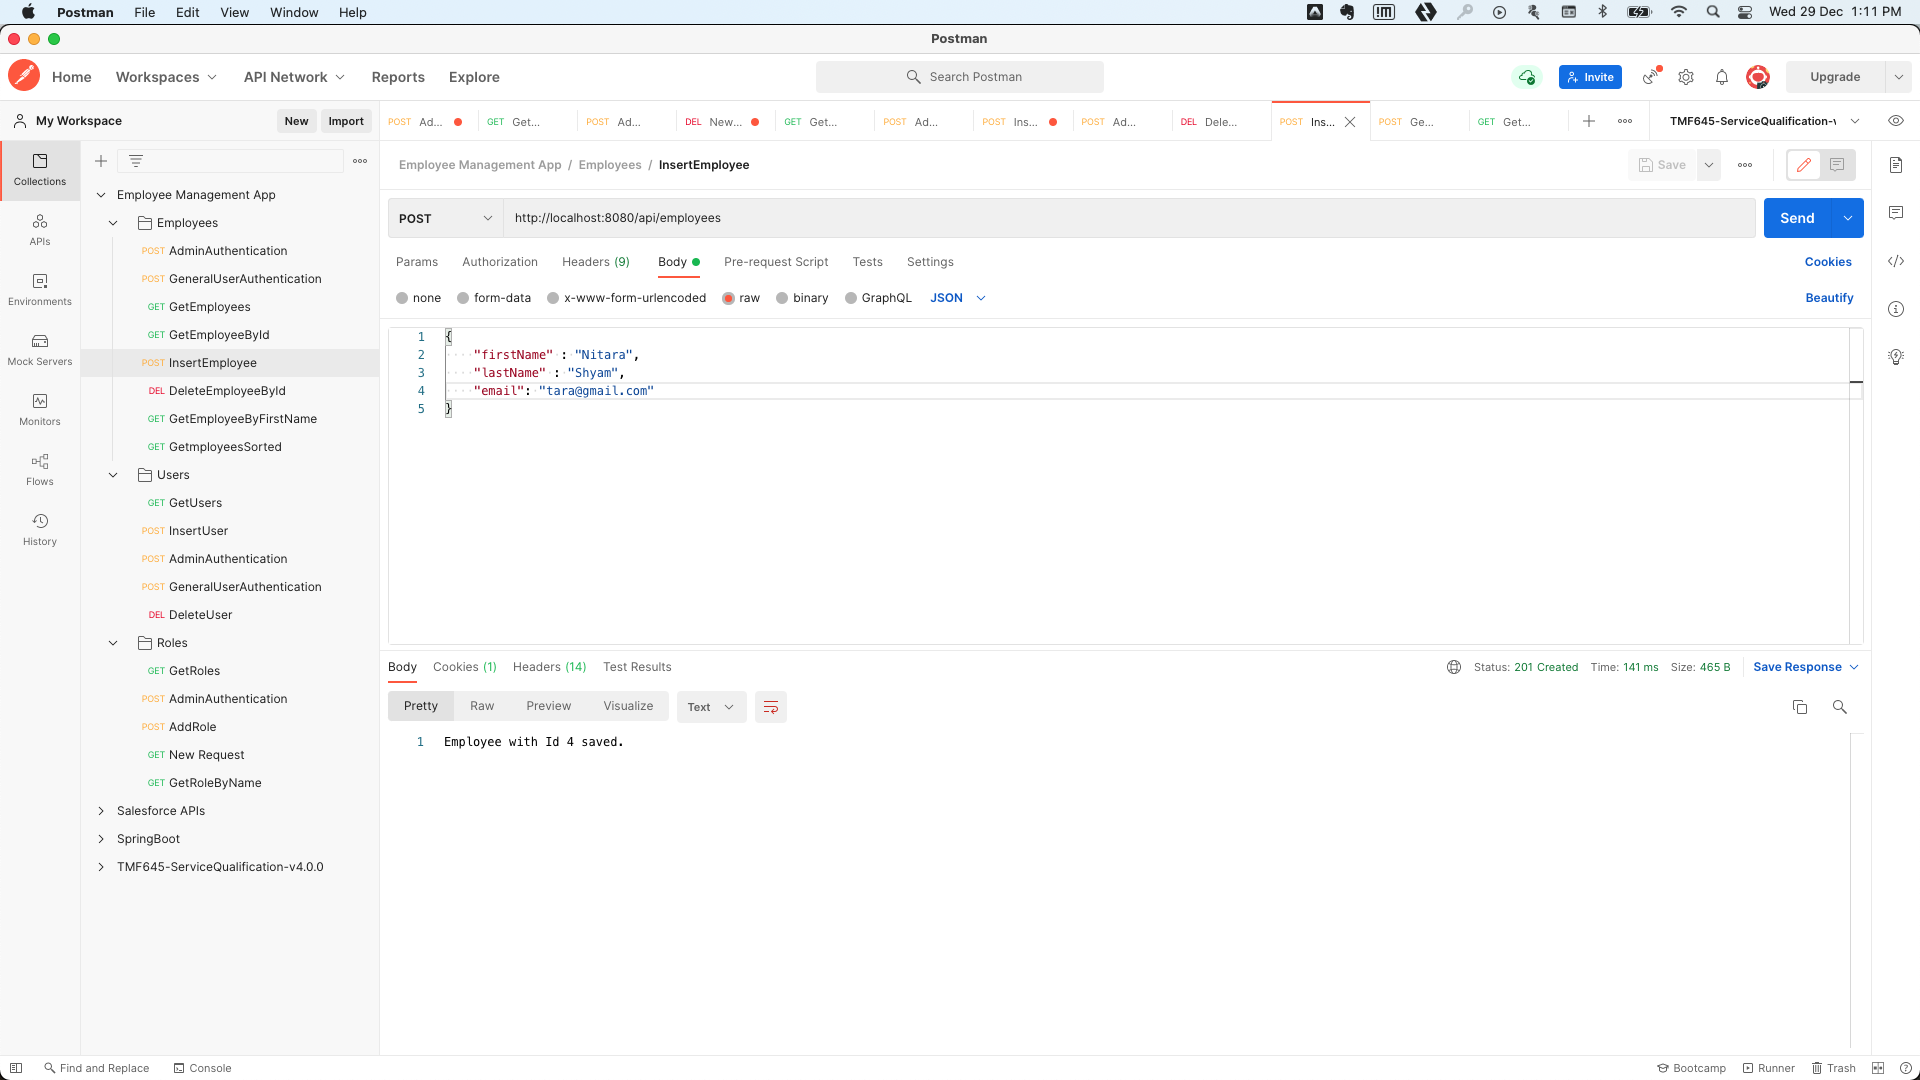 Postman File Edit View Window Help Wed 29 Dec 1:11 PM
Postman
Home Workspaces API Network Reports Explore Search Postman Invite Upgrade
My Workspace New Import
POST Ad... GET Get... POST Ad... DEL New... GET Get... POST Ad... POST Ins... POST Ad... DEL Dele... POST Ins... POST Ge... GET Get... TMF645-ServiceQualification-v
Collections
APIs
Environments
Mock Servers
Monitors
Flows
History
Employee Management App
Employees
POST AdminAuthentication
POST GeneralUserAuthentication
GET GetEmployees
GET GetEmployeeById
POST InsertEmployee
DEL DeleteEmployeeById
GET GetEmployeeByFirstName
GET GetmployeesSorted
Users
GET GetUsers
POST InsertUser
POST AdminAuthentication
POST GeneralUserAuthentication
DEL DeleteUser
Roles
GET GetRoles
POST AdminAuthentication
POST AddRole
GET New Request
GET GetRoleByName
Salesforce APIs
SpringBoot
TMF645-ServiceQualification-v4.0.0
Employee Management App / Employees / InsertEmployee Save
POST http://localhost:8080/api/employees Send
Params Authorization Headers (9) Body Pre-request Script Tests Settings Cookies
none form-data x-www-form-urlencoded raw binary GraphQL JSON Beautify
1 {
2 "firstName" : "Nitara",
3 "lastName" : "Shyam",
4 "email": "tara@gmail.com"
5 }
Body Cookies (1) Headers (14) Test Results Status: 201 Created Time: 141 ms Size: 465 B Save Response
Pretty Raw Preview Visualize Text
1 Employee with Id 4 saved.
Find and Replace Console Bootcamp Runner Trash